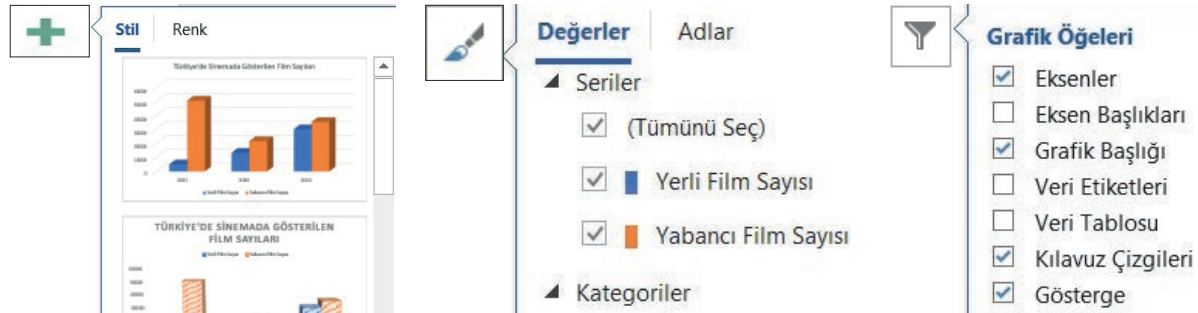 Stil Renk
Türkiye'de Sinemada Gösterilen Film Sayıları
TÜRKİYE'DE SİNEMADA GÖSTERİLEN
FİLM SAYILARI
Değerler Adlar
Seriler
(Tümünü Seç)
Yerli Film Sayısı
Yabancı Film Sayısı
Kategoriler
Grafik Öğeleri
Eksenler
Eksen Başlıkları
Grafik Başlığı
Veri Etiketleri
Veri Tablosu
Kılavuz Çizgileri
Gösterge